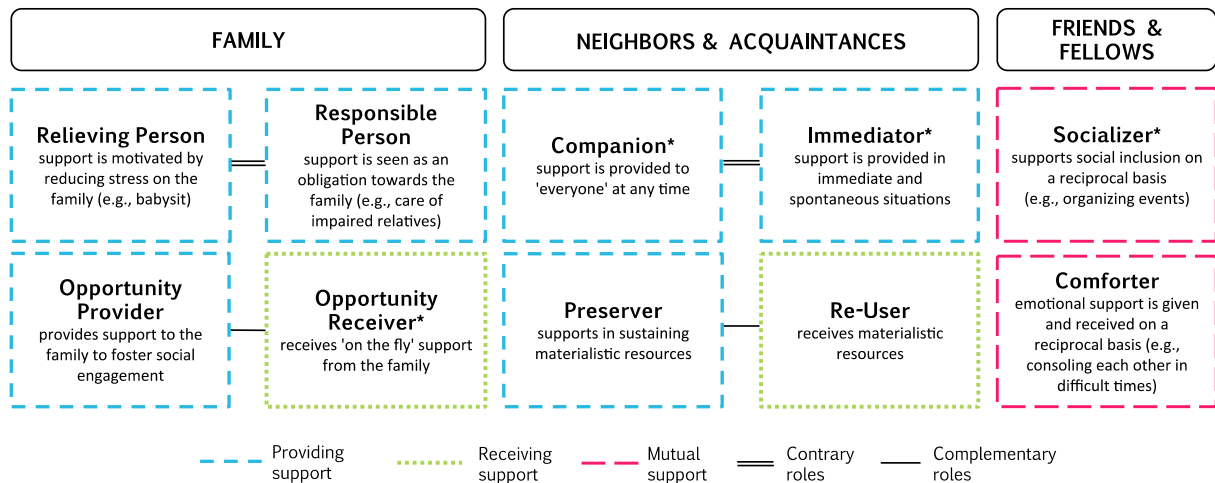 FAMILY
NEIGHBORS & ACQUAINTANCES
FRIENDS &
FELLOWS
Relieving Person
support is motivated by
reducing stress on the
family (e.g., babysit)
Responsible
Person
support is seen as an
obligation towards the
family (e.g., care of
impaired relatives)
Companion*
support is provided to
'everyone' at any time
Immediator*
support is provided in
immediate and
spontaneous situations
Socializer*
supports social inclusion on
a reciprocal basis
(e.g., organizing events)
Opportunity
Provider
provides support to the
family to foster social
engagement
Opportunity
Receiver*
receives 'on the fly' support
from the family
Preserver
supports in sustaining
materialistic resources
Re-User
receives materialistic
resources
Comforter
emotional support is given
and received on a
reciprocal basis (e.g.,
consoling each other in
difficult times)
Providing
support
Receiving
support
Mutual
support
Contrary
roles
Complementary
roles